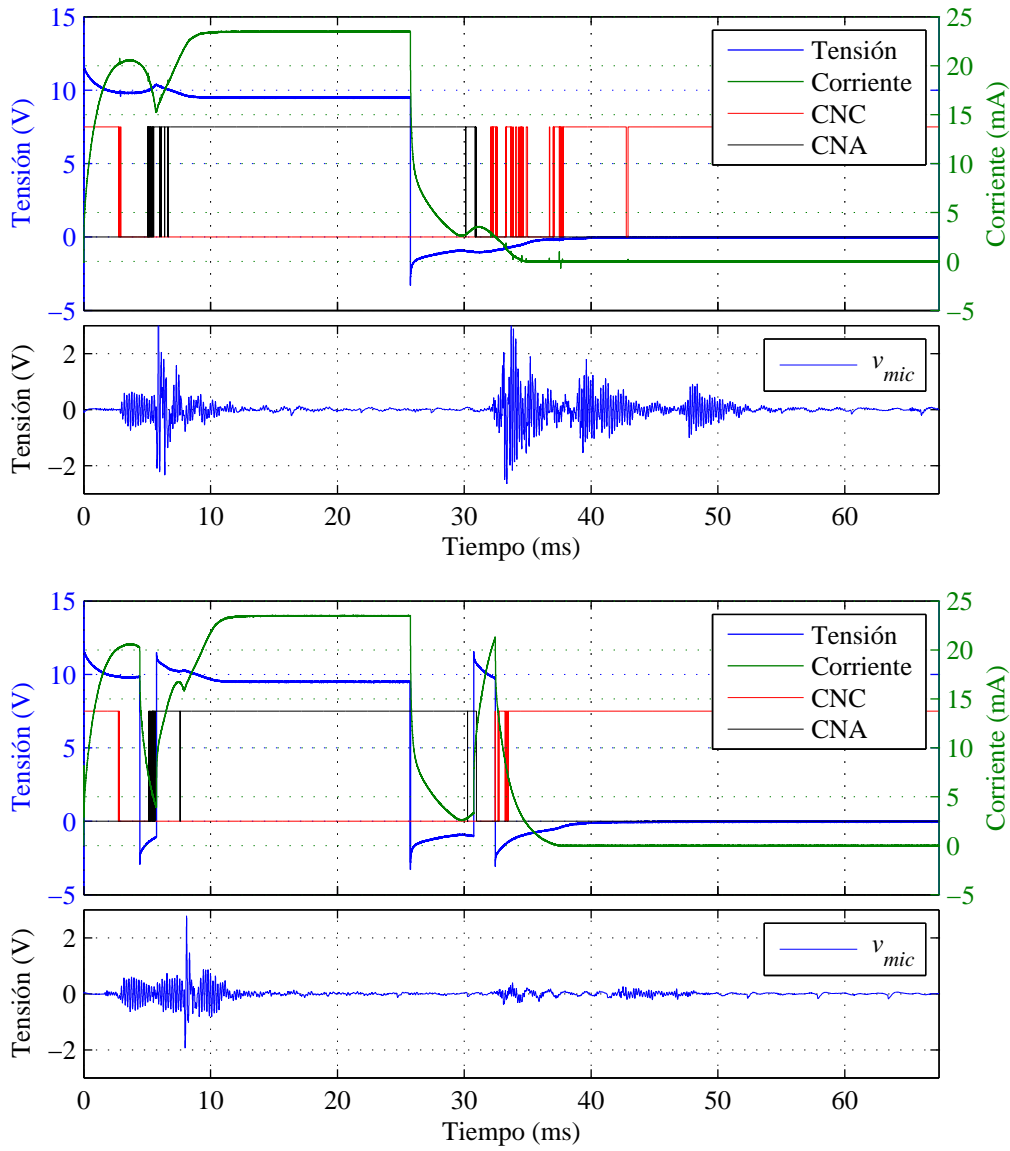 15
10
5
0
−5
Tensión (V)
25
20
15
10
5
0
−5
Corriente (mA)
Tensión
Corriente
CNC
CNA
2
0
−2
Tensión (V)
v_mic
0
10
20
30
40
50
60
Tiempo (ms)
15
10
5
0
−5
Tensión (V)
25
20
15
10
5
0
−5
Corriente (mA)
Tensión
Corriente
CNC
CNA
2
0
−2
Tensión (V)
v_mic
0
10
20
30
40
50
60
Tiempo (ms)